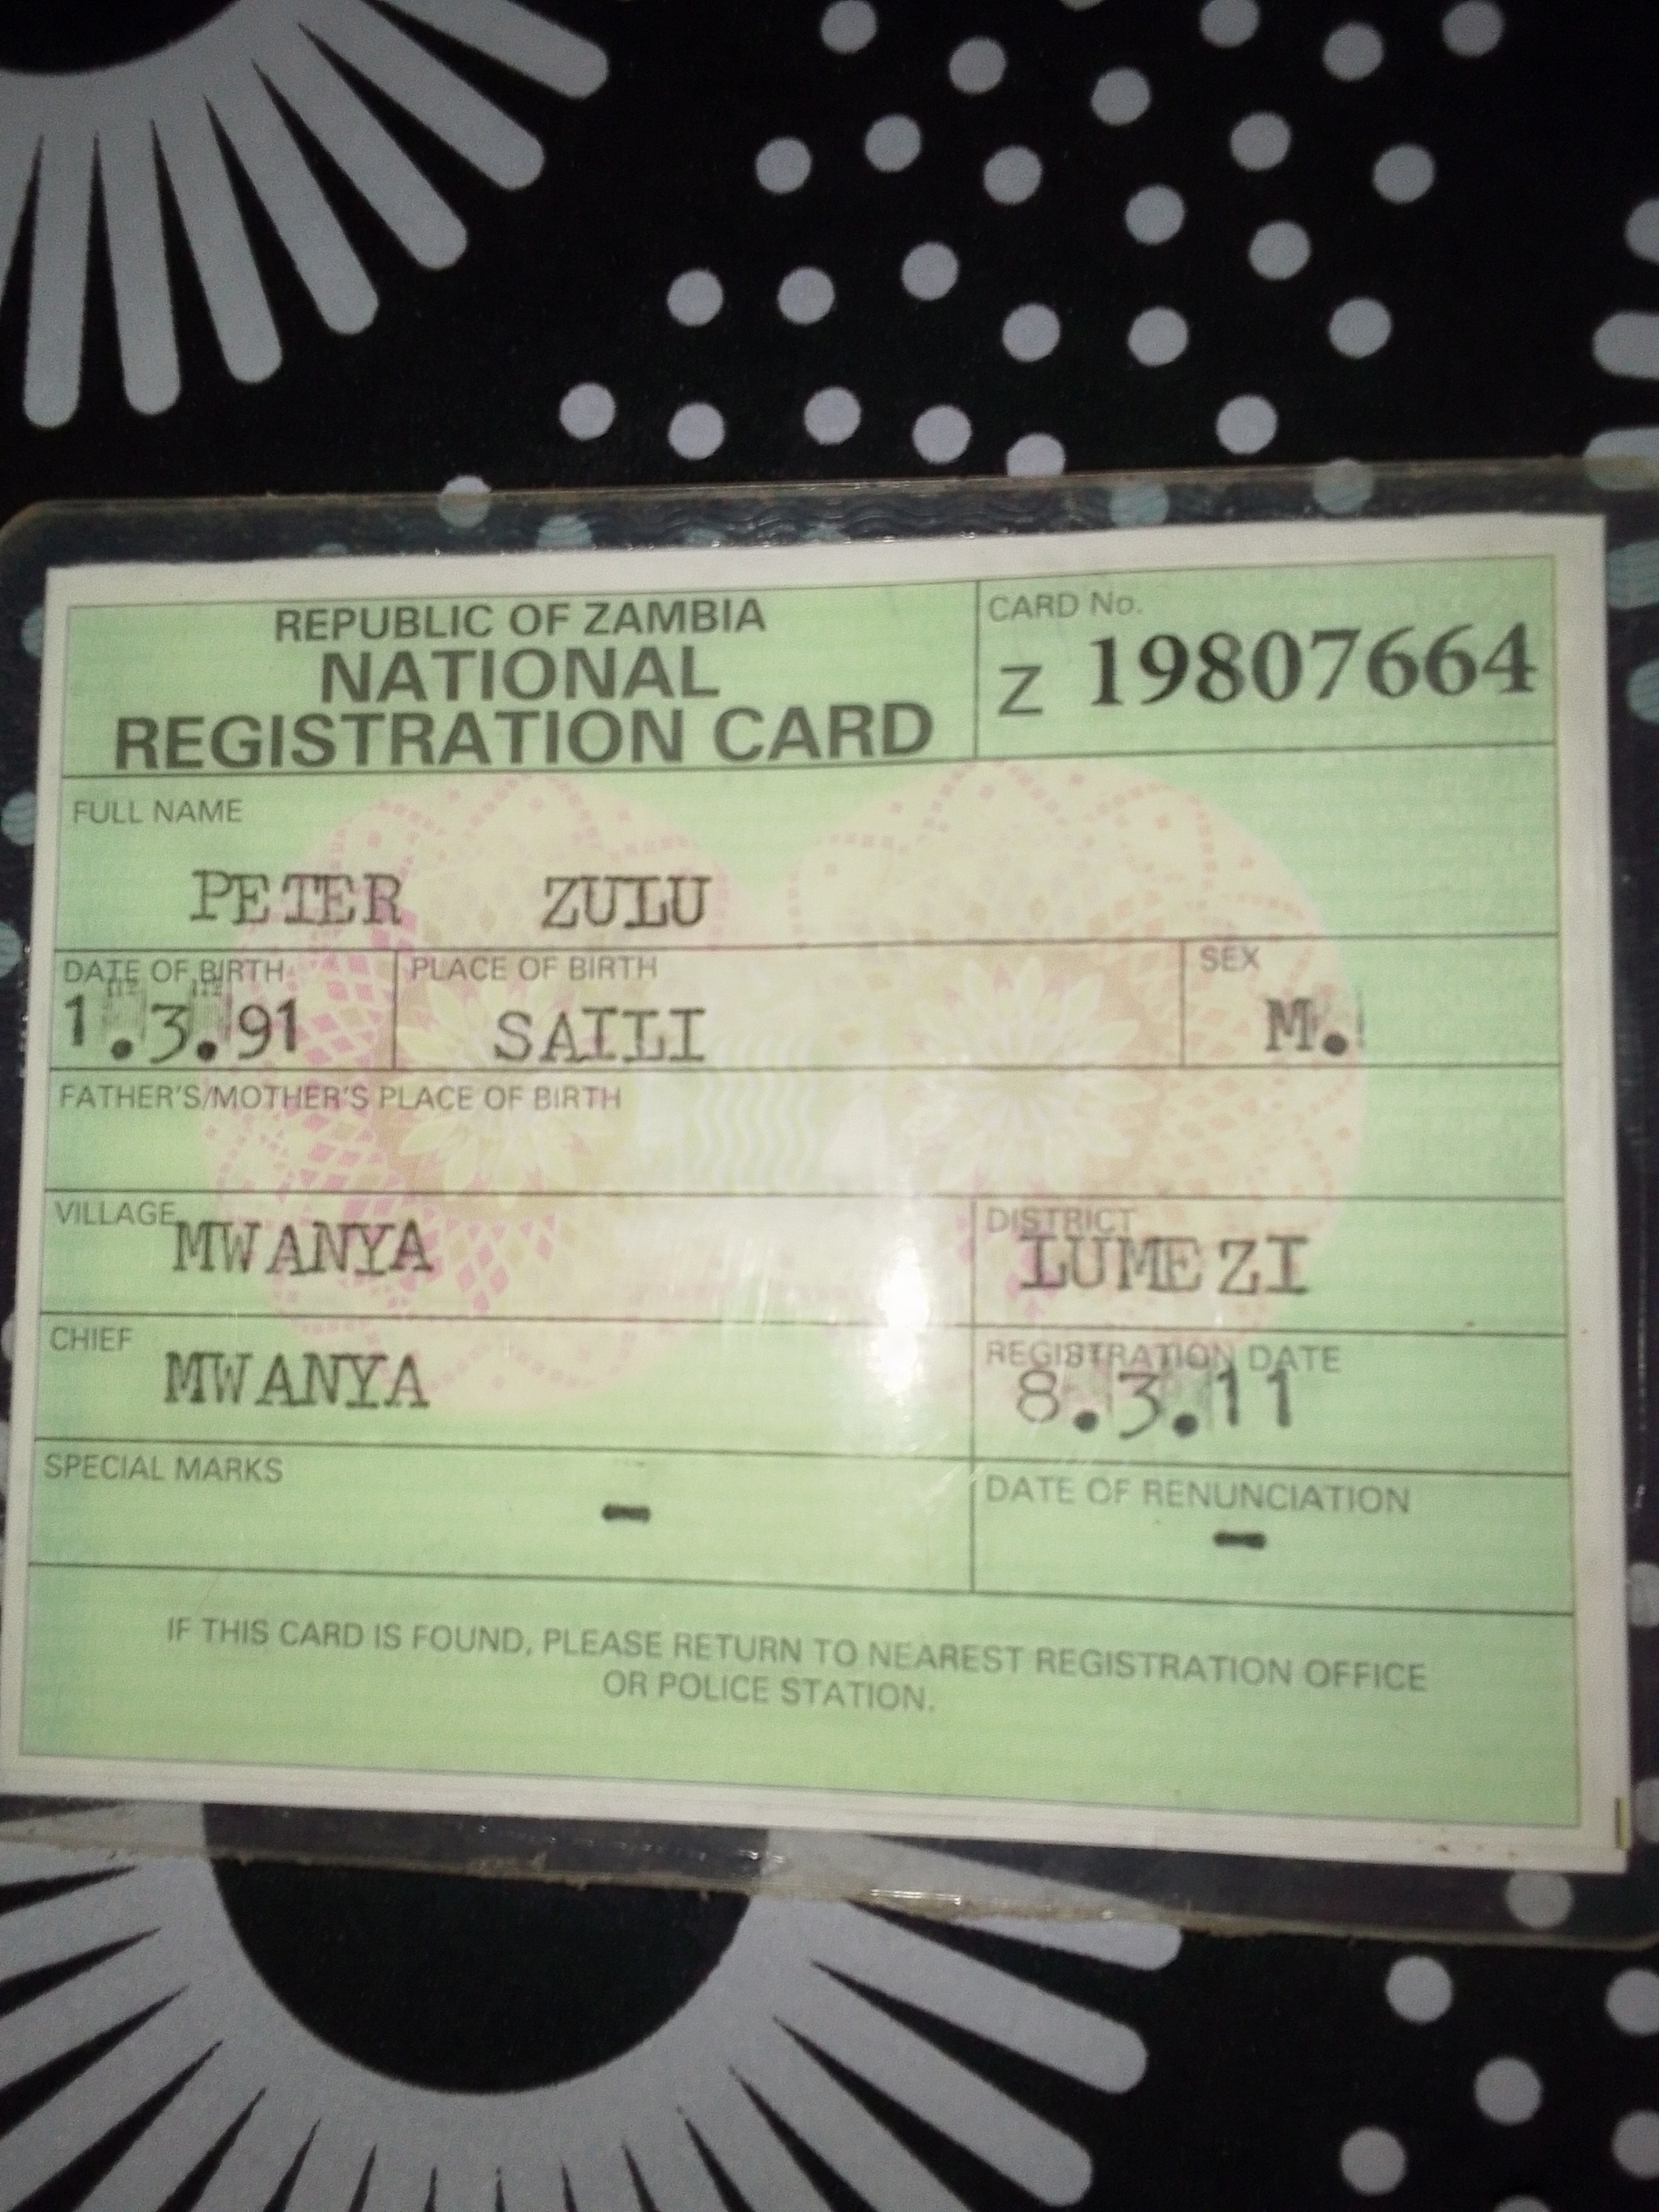 REPUBLIC OF ZAMBIA
NATIONAL
REGISTRATION CARD
CARD No.
Z 19807664
FULL NAME
PETER ZULU
DATE OF BIRTH
1.3.91
PLACE OF BIRTH
SAILI
SEX
M.
FATHER'S/MOTHER'S PLACE OF BIRTH
VILLAGE MWANYA
DISTRICT
LUMEZI
CHIEF
MWANYA
REGISTRATION DATE
8.3.11
SPECIAL MARKS
-
DATE OF RENUNCIATION
-
IF THIS CARD IS FOUND, PLEASE RETURN TO NEAREST REGISTRATION OFFICE
OR POLICE STATION.